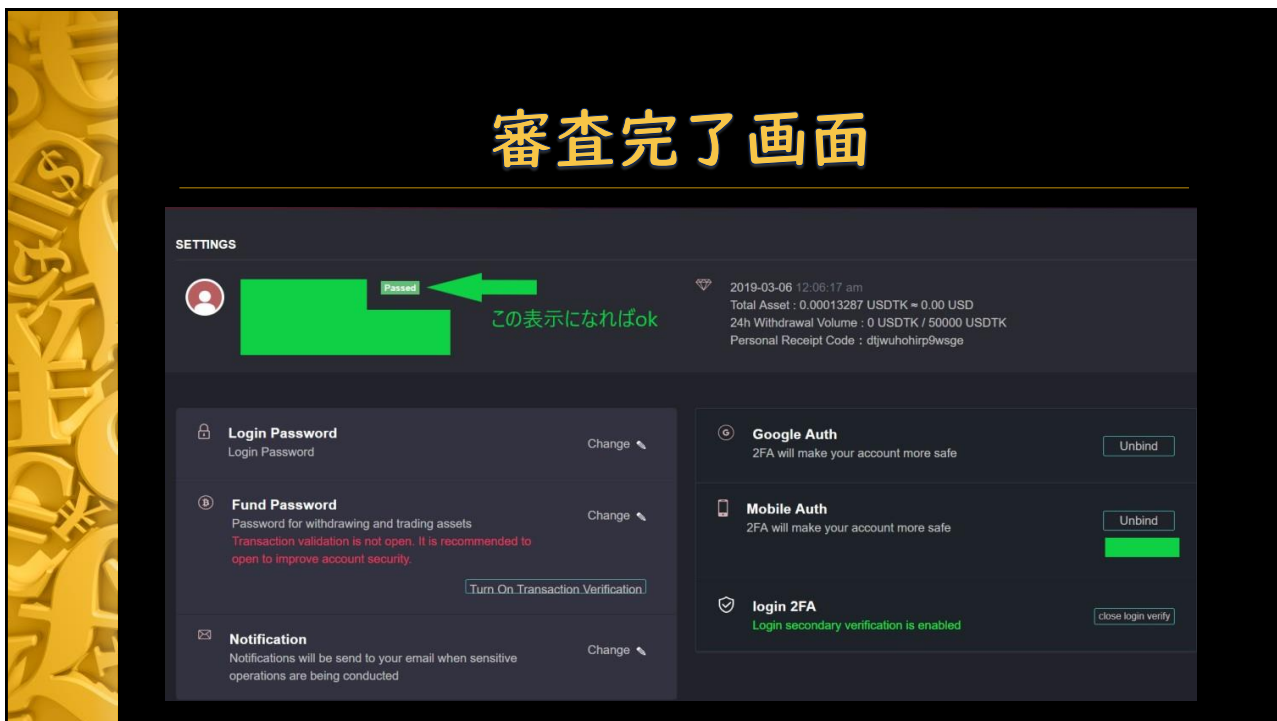 審査完了画面
SETTINGS
Passed
この表示になればok
2019-03-06 12:06:17 am
Total Asset : 0.00013287 USDTK ≈ 0.00 USD
24h Withdrawal Volume : 0 USDTK / 50000 USDTK
Personal Receipt Code : dtjwuhohirp9wsge
Login Password
Login Password
Change
Fund Password
Password for withdrawing and trading assets
Transaction validation is not open. It is recommended to
open to improve account security.
Change
Turn On Transaction Verification
Notification
Notifications will be send to your email when sensitive
operations are being conducted
Change
Google Auth
2FA will make your account more safe
Unbind
Mobile Auth
2FA will make your account more safe
Unbind
login 2FA
Login secondary verification is enabled
close login verify